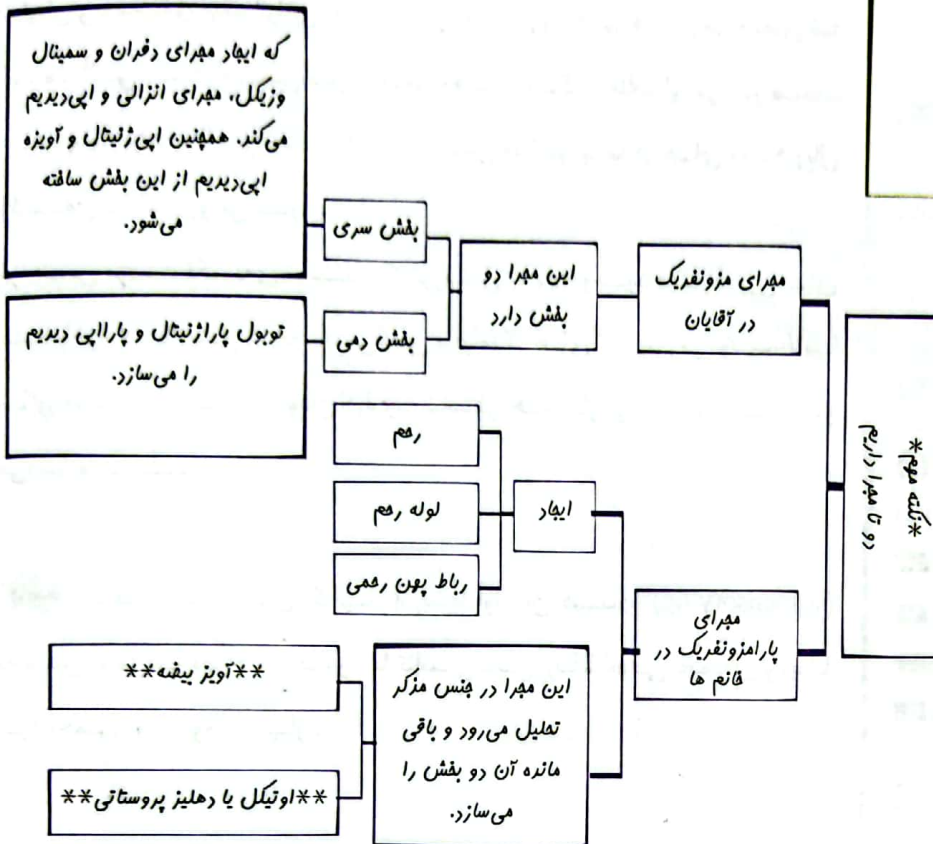 *نکته مهم*
دو تا مجرا داریم
مجرای مزونفریک
در آقایان
این مجرا دو
بخش دارد
بخش سری
که ایجاد مجرای دفران و سمینال
وزیکل، مجرای انزالی و اپی‌دیدیم
می‌کند. همچنین اپی‌ژنیتال و آویزه
اپی‌دیدیم از این بخش ساخته
می‌شود.
بخش دمی
توبول پاراژنیتال و پاراپی دیدیم
را می‌سازد.
مجرای
پارامزونفریک در
خانم ها
ایجاد
رحم
لوله رحم
رباط پهن رحمی
این مجرا در جنس مذکر
تحلیل می‌رود و باقی
مانده آن دو بخش را
می‌سازد.
**آویز بیضه**
**اوتیکل یا دهلیز پروستاتی**